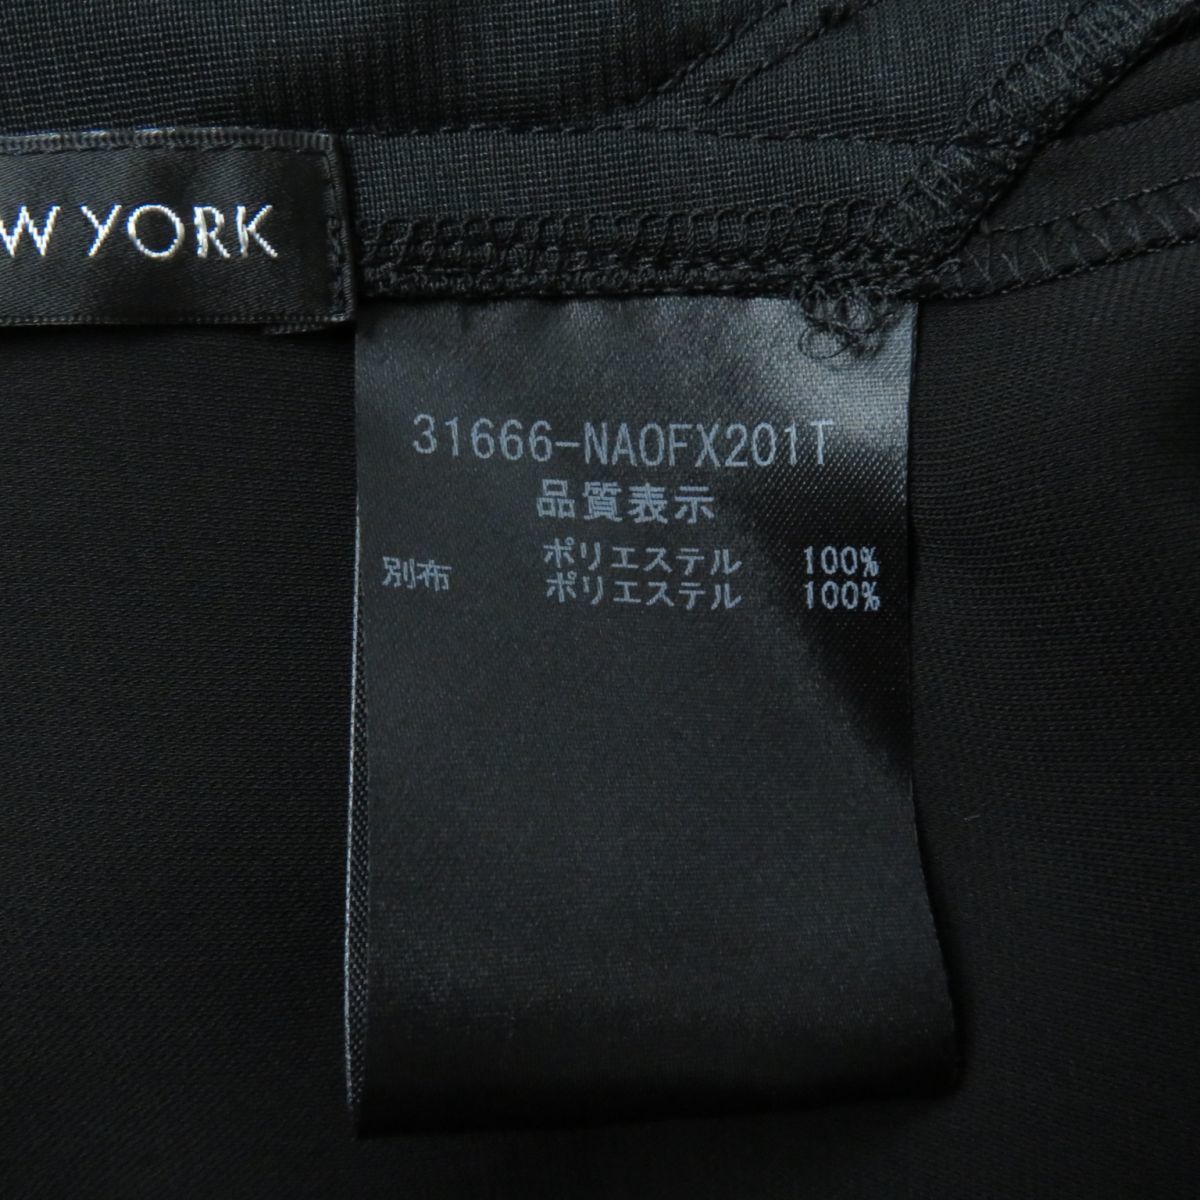 W YORK
31666-NAOFX201T
品質表示
ポリエステル 100%
別布 ポリエステル 100%